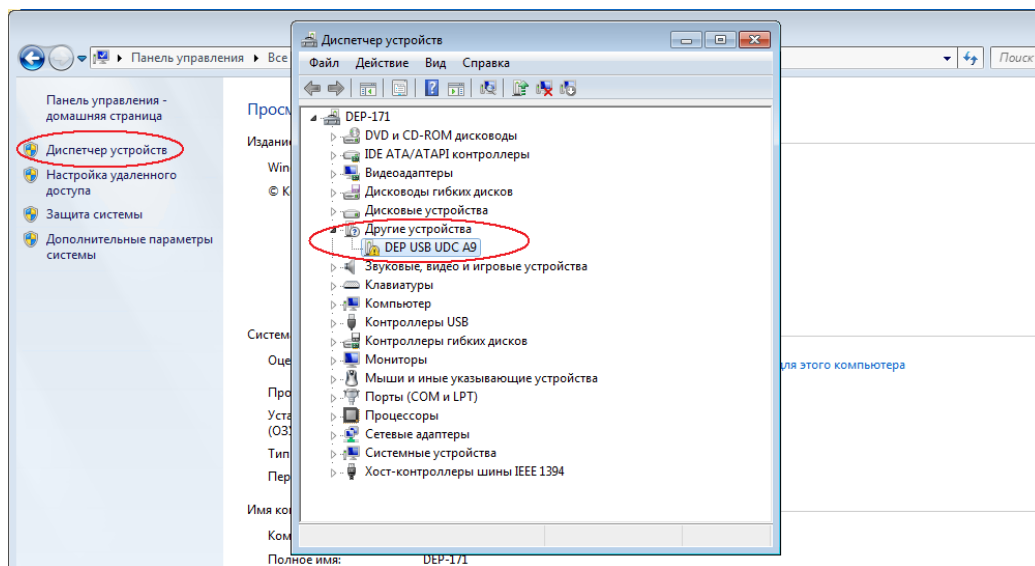 Диспетчер устройств
Файл Действие Вид Справка
Панель управления ▸ Все
Поиск
Панель управления - домашняя страница
Диспетчер устройств
Настройка удаленного доступа
Защита системы
Дополнительные параметры системы
DEP-171
DVD и CD-ROM дисководы
IDE ATA/ATAPI контроллеры
Видеоадаптеры
Дисководы гибких дисков
Дисковые устройства
Другие устройства
DEP USB UDC A9
Звуковые, видео и игровые устройства
Клавиатуры
Компьютер
Контроллеры USB
Контроллеры гибких дисков
Мониторы
Мыши и иные указывающие устройства
Порты (COM и LPT)
Процессоры
Сетевые адаптеры
Системные устройства
Хост-контроллеры шины IEEE 1394
Просм
Издание
Win
© К
Систем
Оце
для этого компьютера
Про
Уста
(ОЗУ
Тип
Пер
Имя ко
Ком
Полное имя: DEP-171